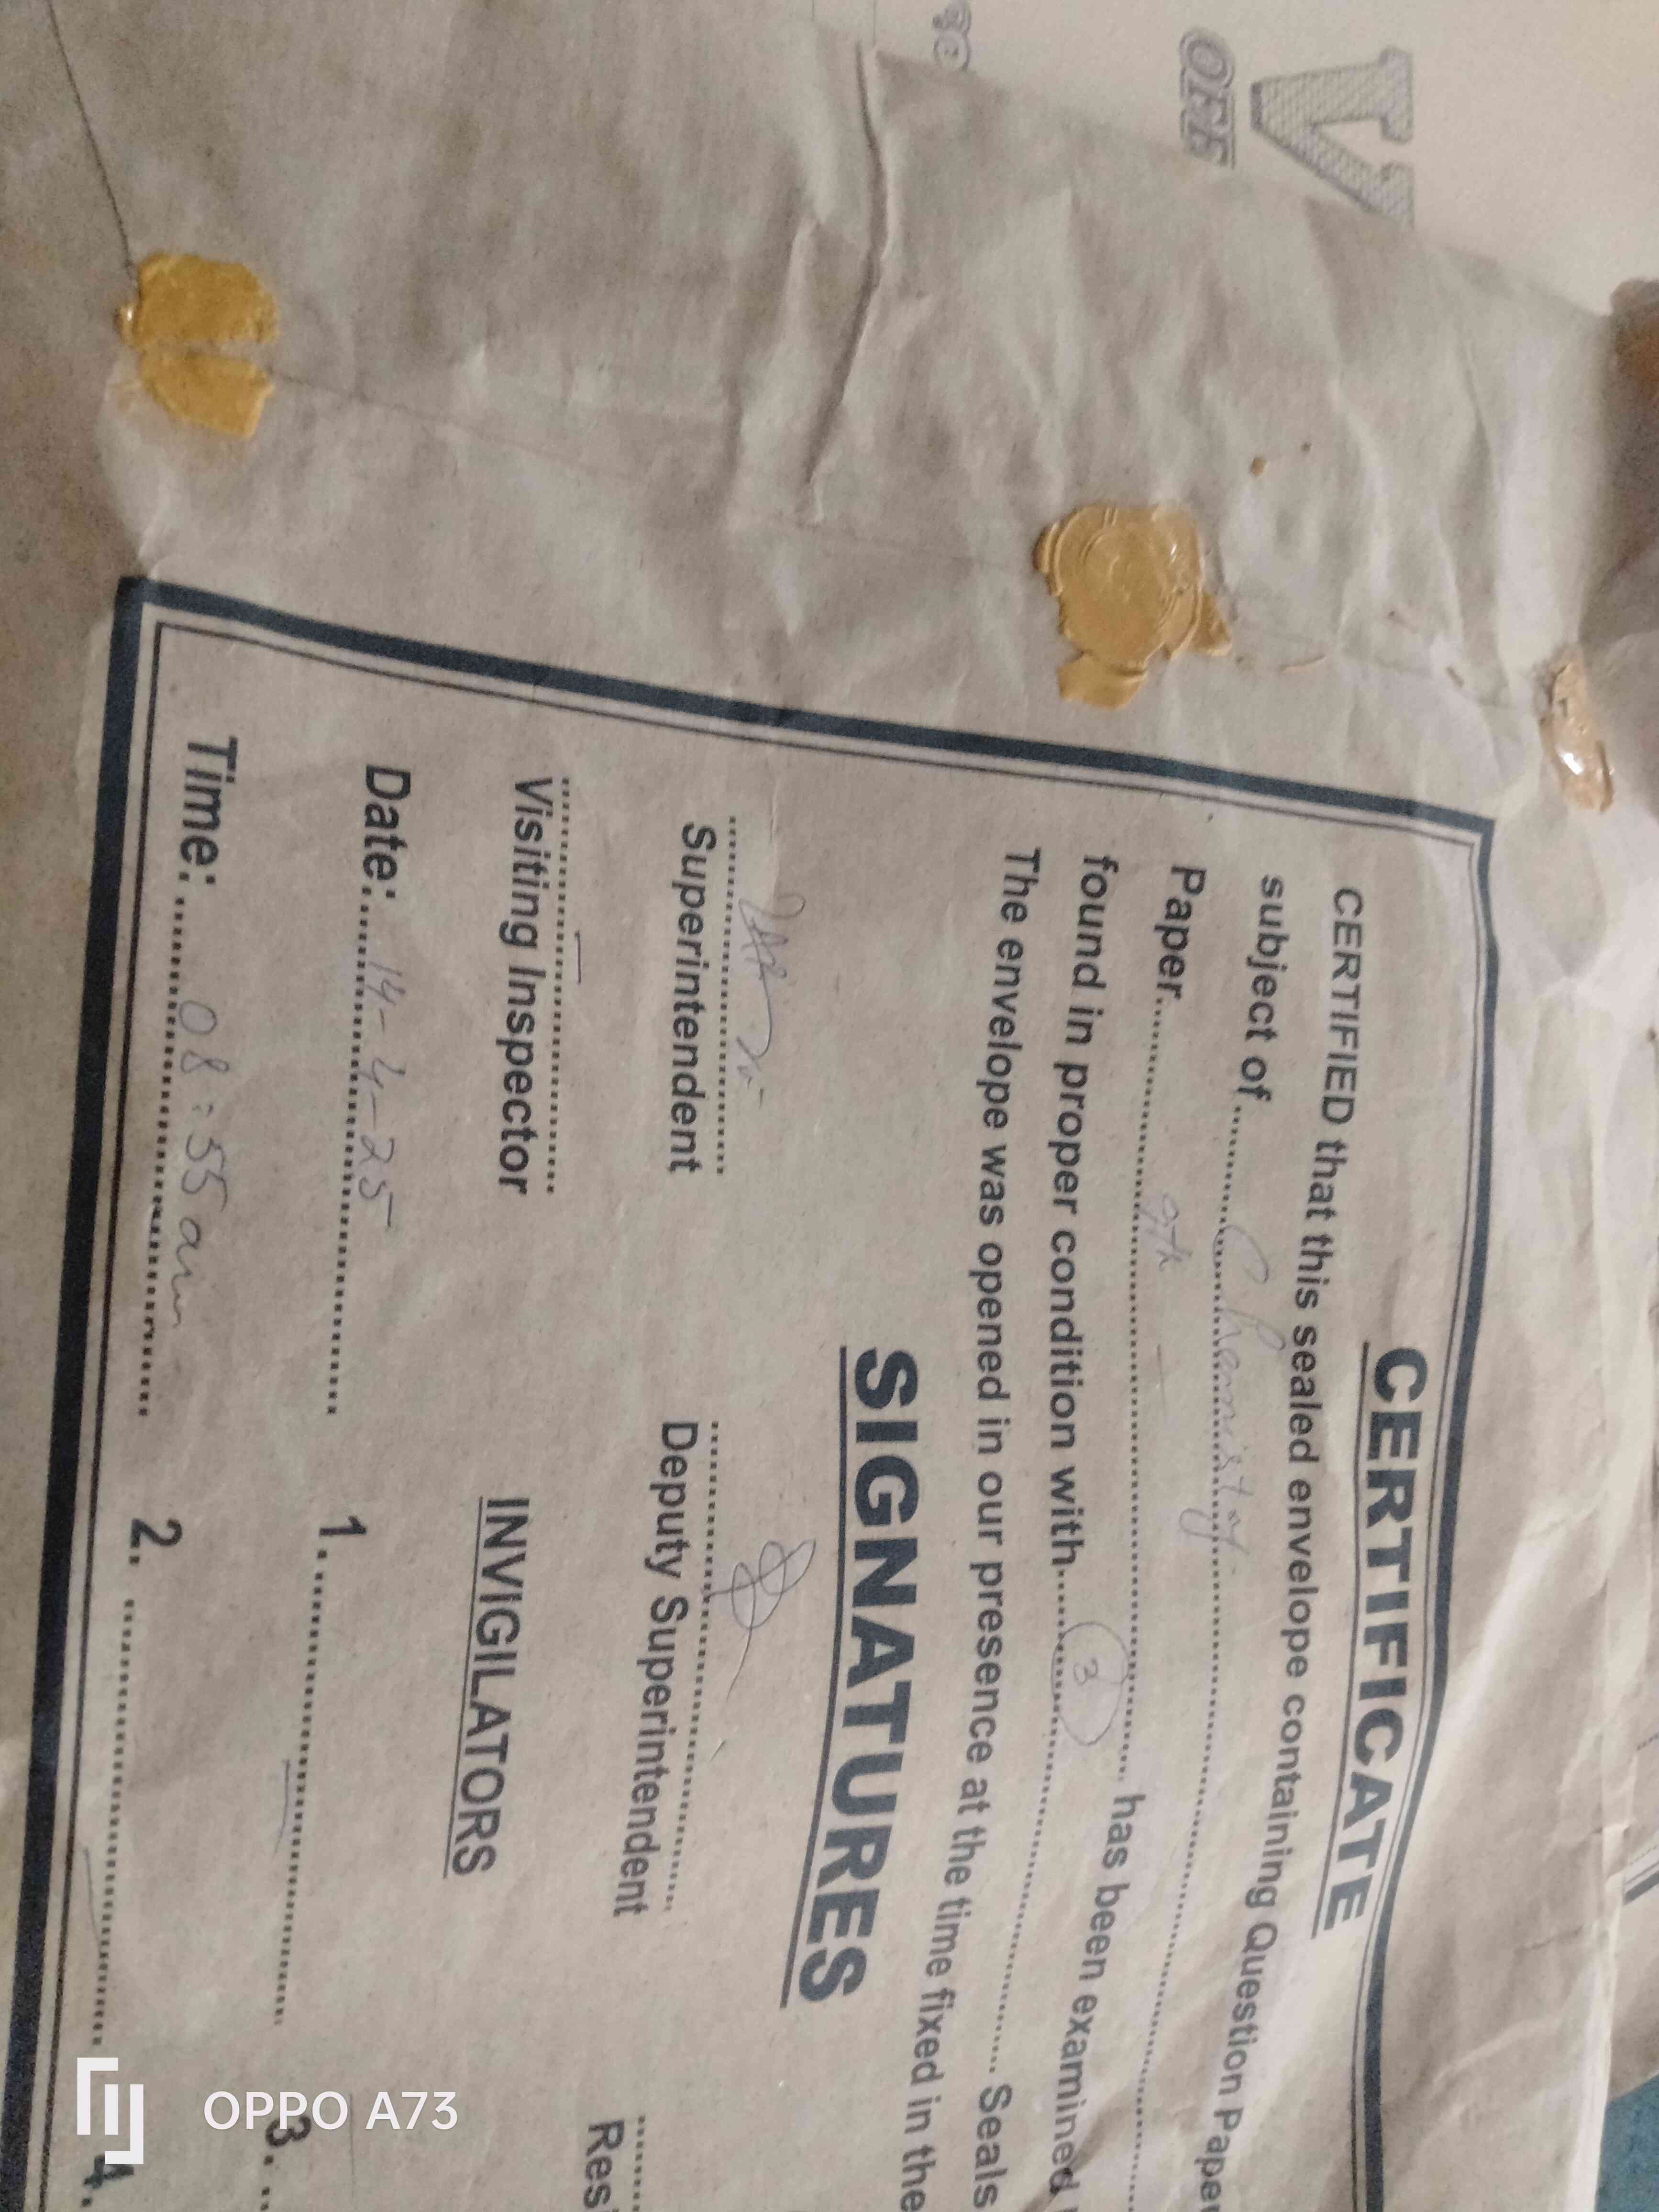 V
OFF
CERTIFICATE
CERTIFIED that this sealed envelope containing Question Paper
subject of............Chemistry............
Paper............9th —............ has been examined
found in proper condition with............3............ Seals
The envelope was opened in our presence at the time fixed in the
SIGNATURES
Superintendent Deputy Superintendent
Visiting Inspector INVIGILATORS
Date:......14-4-25...... 1. ............ 3. ......
Time:......08:55 am...... 2. ............ 4.
OPPO A73